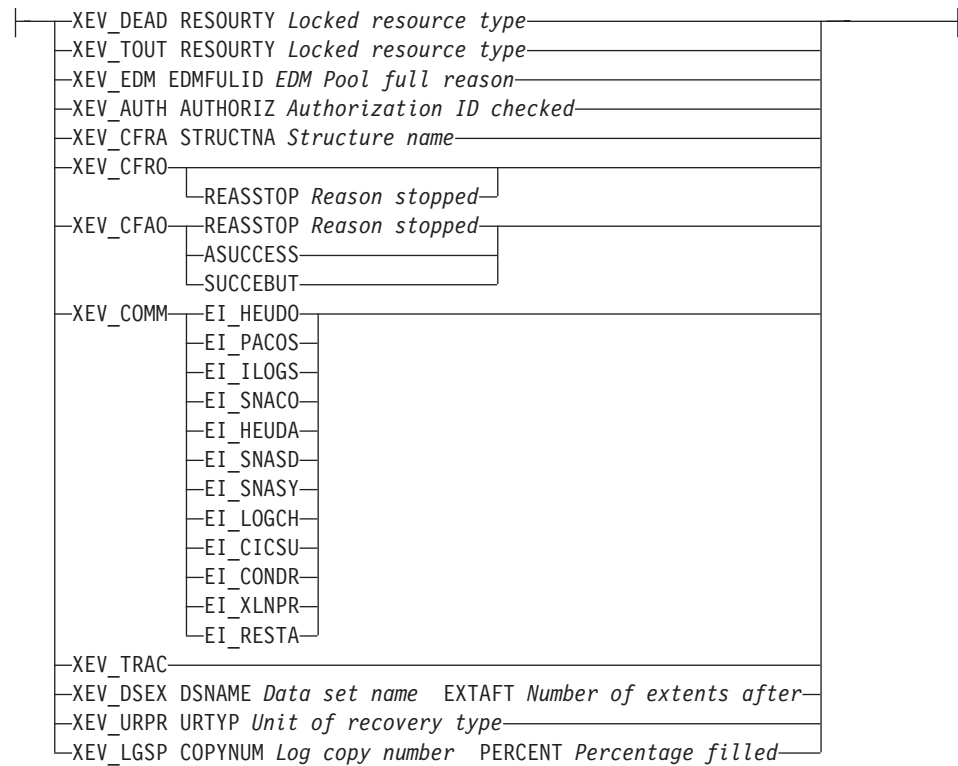 XEV_DEAD RESOURTY Locked resource type
XEV_TOUT RESOURTY Locked resource type
XEV_EDM EDMFULID EDM Pool full reason
XEV_AUTH AUTHORIZ Authorization ID checked
XEV_CFRA STRUCTNA Structure name
XEV_CFRO
REASSTOP Reason stopped
XEV_CFAO REASSTOP Reason stopped
ASUCCESS
SUCCEBUT
XEV_COMM EI_HEUDO
EI_PACOS
EI_ILOGS
EI_SNACO
EI_HEUDA
EI_SNASD
EI_SNASY
EI_LOGCH
EI_CICSU
EI_CONDR
EI_XLNPR
EI_RESTA
XEV_TRAC
XEV_DSEX DSNAME Data set name EXTAFT Number of extents after
XEV_URPR URTYP Unit of recovery type
XEV_LGSP COPYNUM Log copy number PERCENT Percentage filled